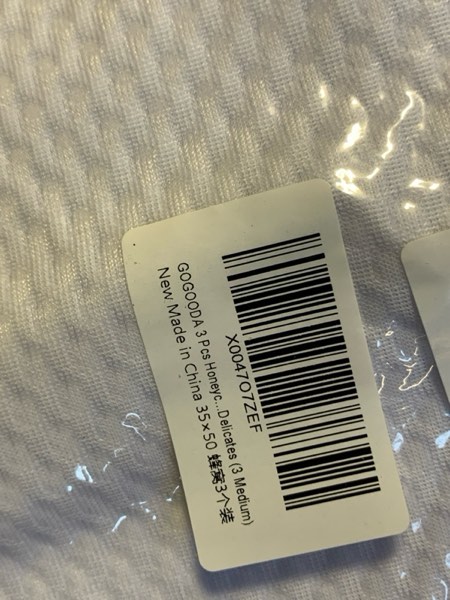 X0047O7ZEF
GOGOODA 3 Pcs Honeyc...Delicates (3 Medium)
New Made in China 35×50 蜂窝3个装